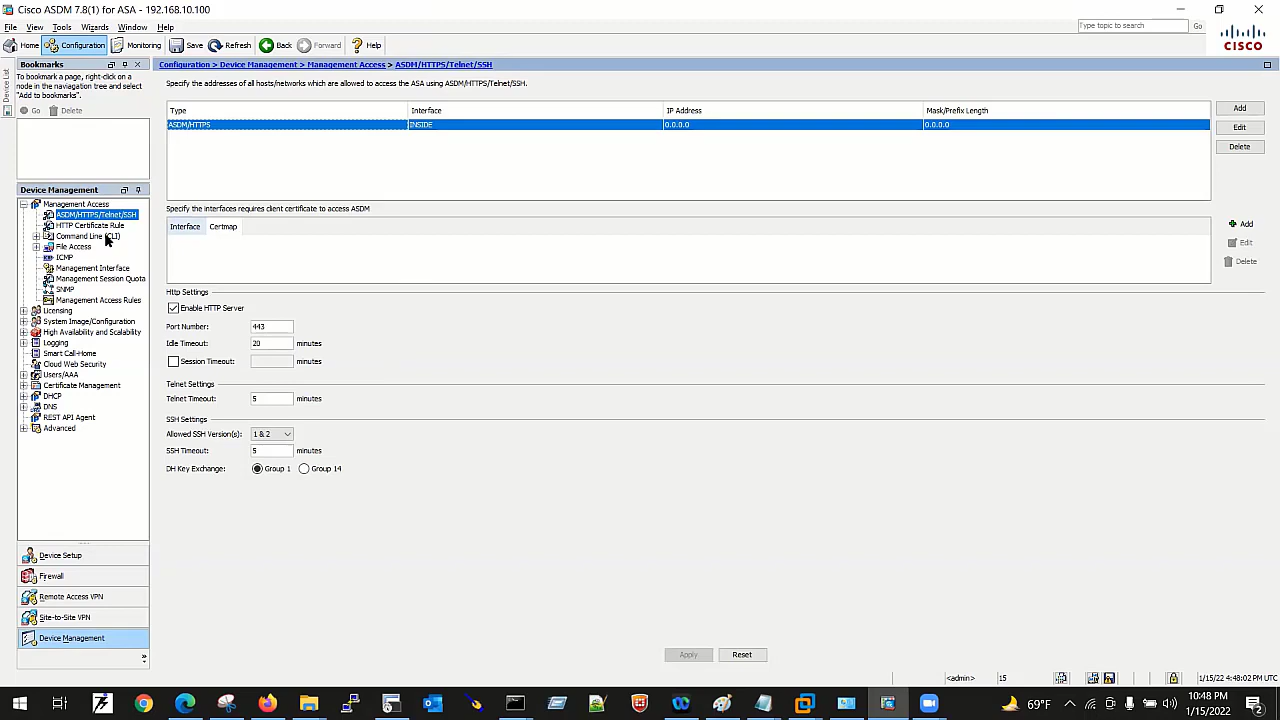 Cisco ASDM 7.8(1) for ASA - 192.168.10.100
File View Tools Wizards Window Help
Type to search Go
Home Configuration Monitoring Save Refresh Back Forward Help
CISCO
Device List
Bookmarks
To bookmark a page, right-click on a node in the navigation tree and select "Add to bookmarks".
Go Delete
Device Management
Management Access
ASDM/HTTPS/Telnet/SSH
HTTP Certificate Rule
Command Line (CLI)
File Access
ICMP
Management Interface
Management Session Quota
SNMP
Management Access Rules
Licensing
System Image/Configuration
High Availability and Scalability
Logging
Smart Call-Home
Cloud Web Security
Users/AAA
Certificate Management
DHCP
DNS
REST API Agent
Advanced
Device Setup
Firewall
Remote Access VPN
Site-to-Site VPN
Device Management
Configuration > Device Management > Management Access > ASDM/HTTPS/Telnet/SSH
Specify the addresses of all hosts/networks which are allowed to access the ASA using ASDM/HTTPS/Telnet/SSH.
Type Interface IP Address Mask/Prefix Length
ASDM/HTTPS INSIDE 0.0.0.0 0.0.0.0
Add
Edit
Delete
Specify the interfaces requires client certificate to access ASDM
Interface Certmap
Add
Edit
Delete
Http Settings
Enable HTTP Server
Port Number: 443
Idle Timeout: 20 minutes
Session Timeout: minutes
Telnet Settings
Telnet Timeout: 5 minutes
SSH Settings
Allowed SSH Version(s): 1 & 2
SSH Timeout: 5 minutes
DH Key Exchange: Group 1 Group 14
Apply Reset
<admin> 15 1/15/22 4:48:02 PM UTC
69°F 10:48 PM
1/15/2022
2